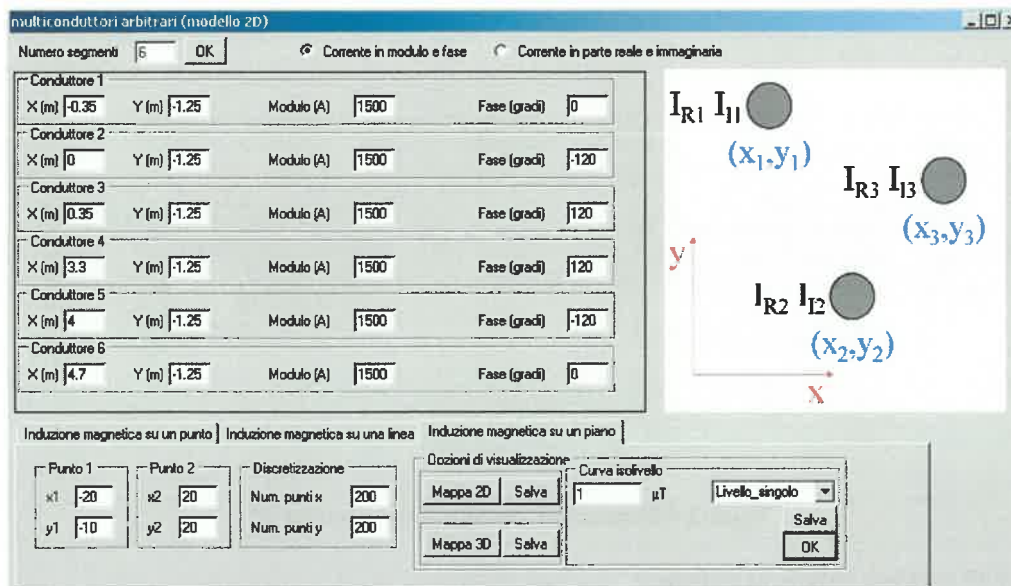 multiconduttori arbitrari (modello 2D)
Numero segmenti 6 OK Corrente in modulo e fase Corrente in parte reale e immaginaria
Conduttore 1
X (m) -0.35 Y (m) -1.25 Modulo (A) 1500 Fase (gradi) 0
Conduttore 2
X (m) 0 Y (m) -1.25 Modulo (A) 1500 Fase (gradi) -120
Conduttore 3
X (m) 0.35 Y (m) -1.25 Modulo (A) 1500 Fase (gradi) 120
Conduttore 4
X (m) 3.3 Y (m) -1.25 Modulo (A) 1500 Fase (gradi) 120
Conduttore 5
X (m) 4 Y (m) -1.25 Modulo (A) 1500 Fase (gradi) -120
Conduttore 6
X (m) 4.7 Y (m) -1.25 Modulo (A) 1500 Fase (gradi) 0
I_R1 I_I1
(x_1,y_1)
I_R3 I_I3
(x_3,y_3)
y
I_R2 I_I2
(x_2,y_2)
x
Induzione magnetica su un punto Induzione magnetica su una linea Induzione magnetica su un piano
Punto 1 Punto 2 Discretizzazione Opzioni di visualizzazione Curva isolivello
x1 -20 x2 20 Num. punti x 200 Mappa 2D Salva 1 µT Livello_singolo
y1 -10 y2 20 Num. punti y 200 Mappa 3D Salva Salva
OK